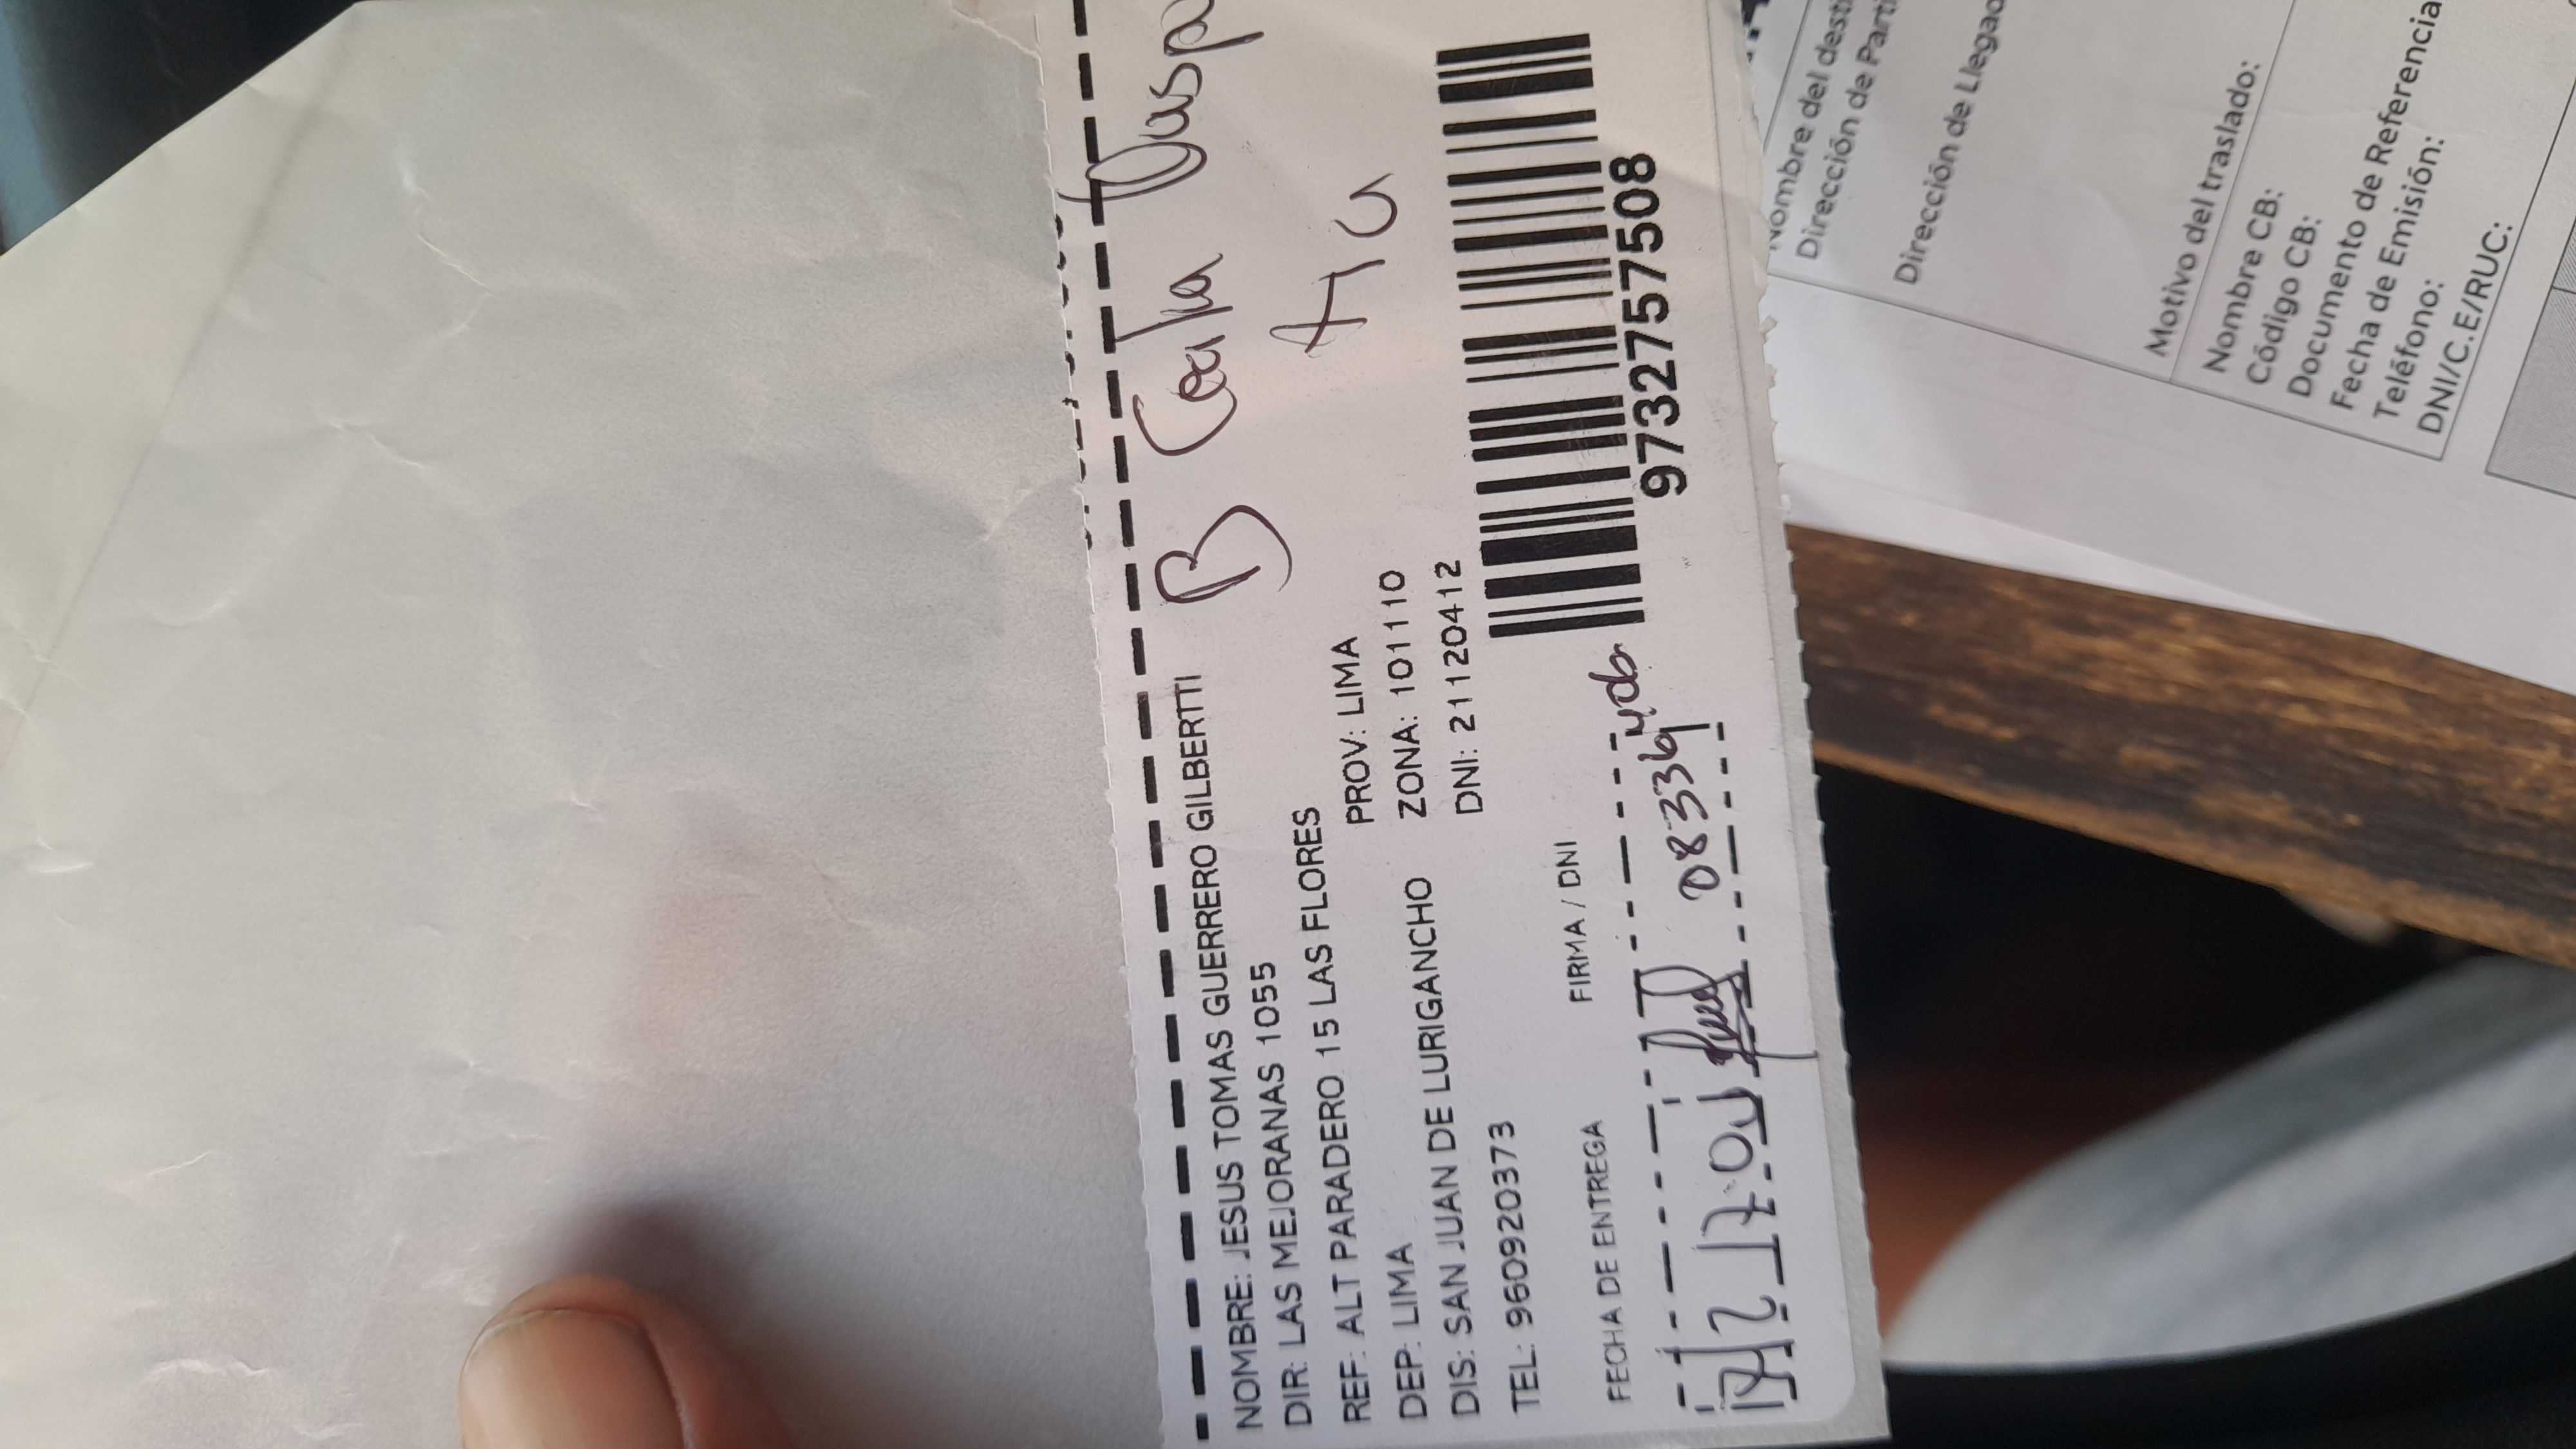 NOMBRE: JESUS TOMAS GUERRERO GILBERTTI
DIR: LAS MEJORANAS 1055
REF: ALT PARADERO 15 LAS FLORES
DEP: LIMA PROV: LIMA
DIS: SAN JUAN DE LURIGANCHO ZONA: 101110
TEL: 960920373 DNI: 21120412
FECHA DE ENTREGA FIRMA / DNI
9732757508
Nombre del desti
Dirección de Parti
Dirección de Llegad
Motivo del traslado:
Nombre CB:
Código CB:
Documento de Referencia
Fecha de Emisión:
Teléfono:
DNI/C.E/RUC: